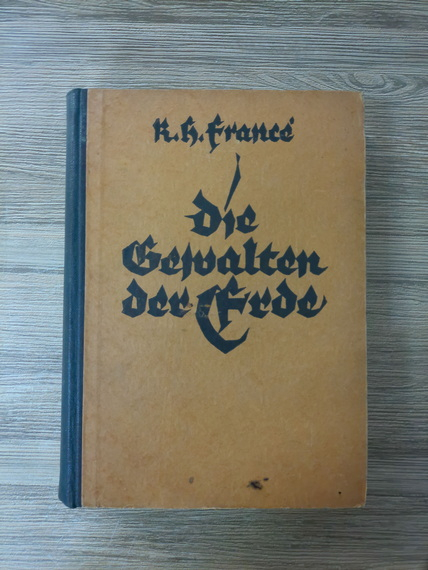 R. H. Francé
Die
Gewalten
der Erde